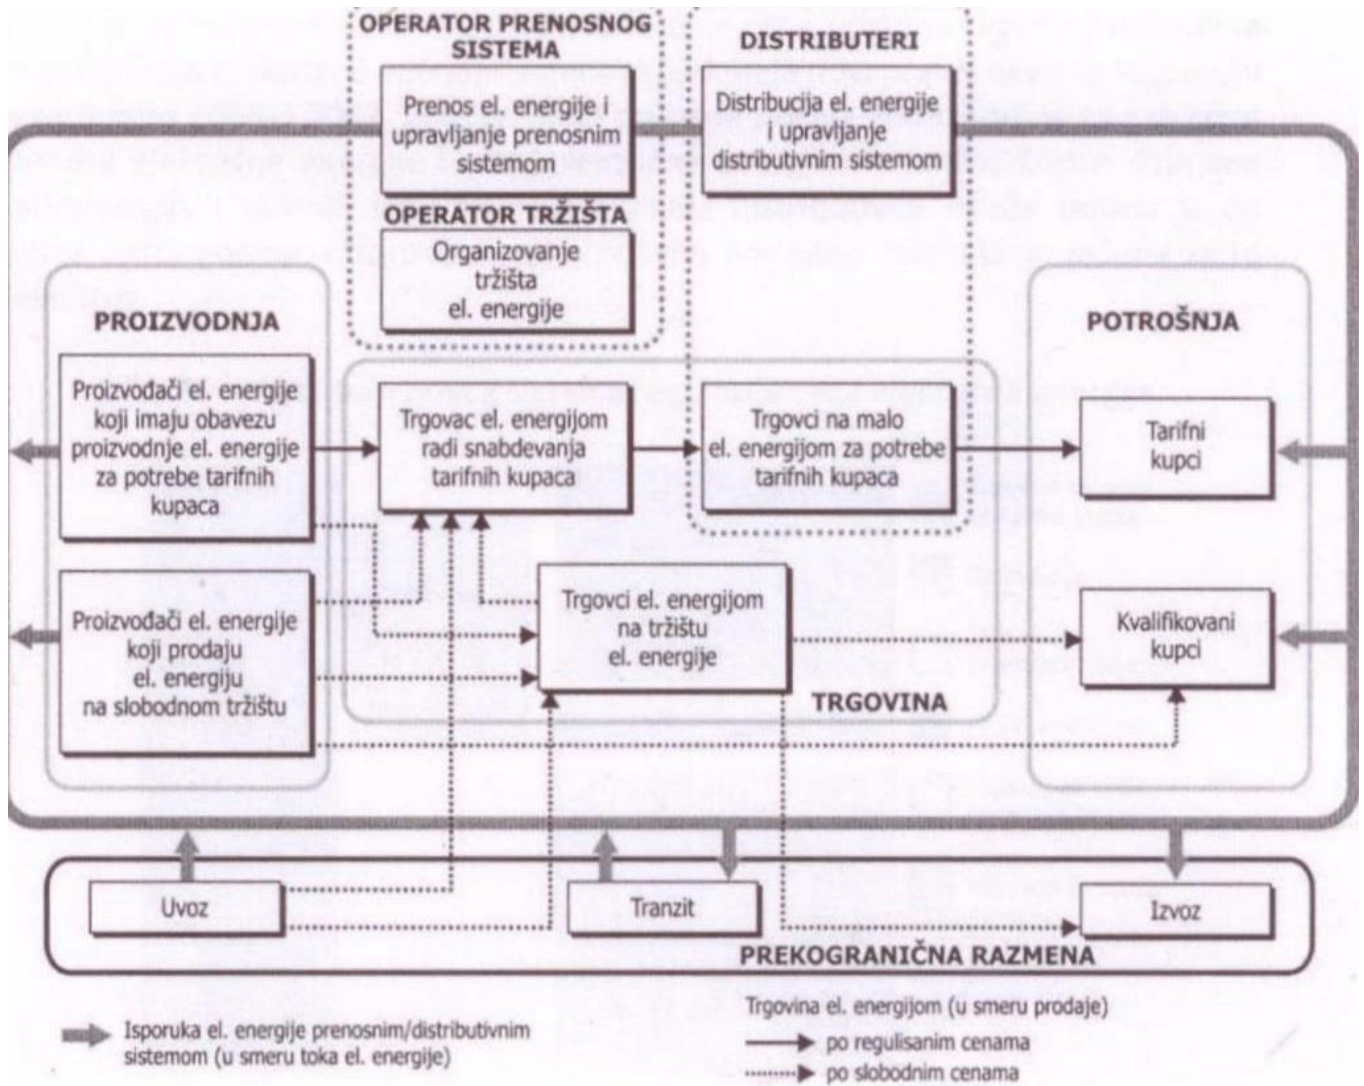 OPERATOR PRENOSNOG
SISTEMA
Prenos el. energije i
upravljanje prenosnim
sistemom
OPERATOR TRŽIŠTA
Organizovanje
tržišta
el. energije
DISTRIBUTERI
Distribucija el. energije
i upravljanje
distributivnim sistemom
PROIZVODNJA
Proizvođači el. energije
koji imaju obavezu
proizvodnje el. energije
za potrebe tarifnih
kupaca
Proizvođači el. energije
koji prodaju
el. energiju
na slobodnom tržištu
Trgovac el. energijom
radi snabdevanja
tarifnih kupaca
Trgovci na malo
el. energijom za potrebe
tarifnih kupaca
Trgovci el. energijom
na tržištu
el. energije
TRGOVINA
POTROŠNJA
Tarifni
kupci
Kvalifikovani
kupci
Uvoz
Tranzit
Izvoz
PREKOGRANIČNA RAZMENA
Isporuka el. energije prenosnim/distributivnim
sistemom (u smeru toka el. energije)
Trgovina el. energijom (u smeru prodaje)
po regulisanim cenama
po slobodnim cenama